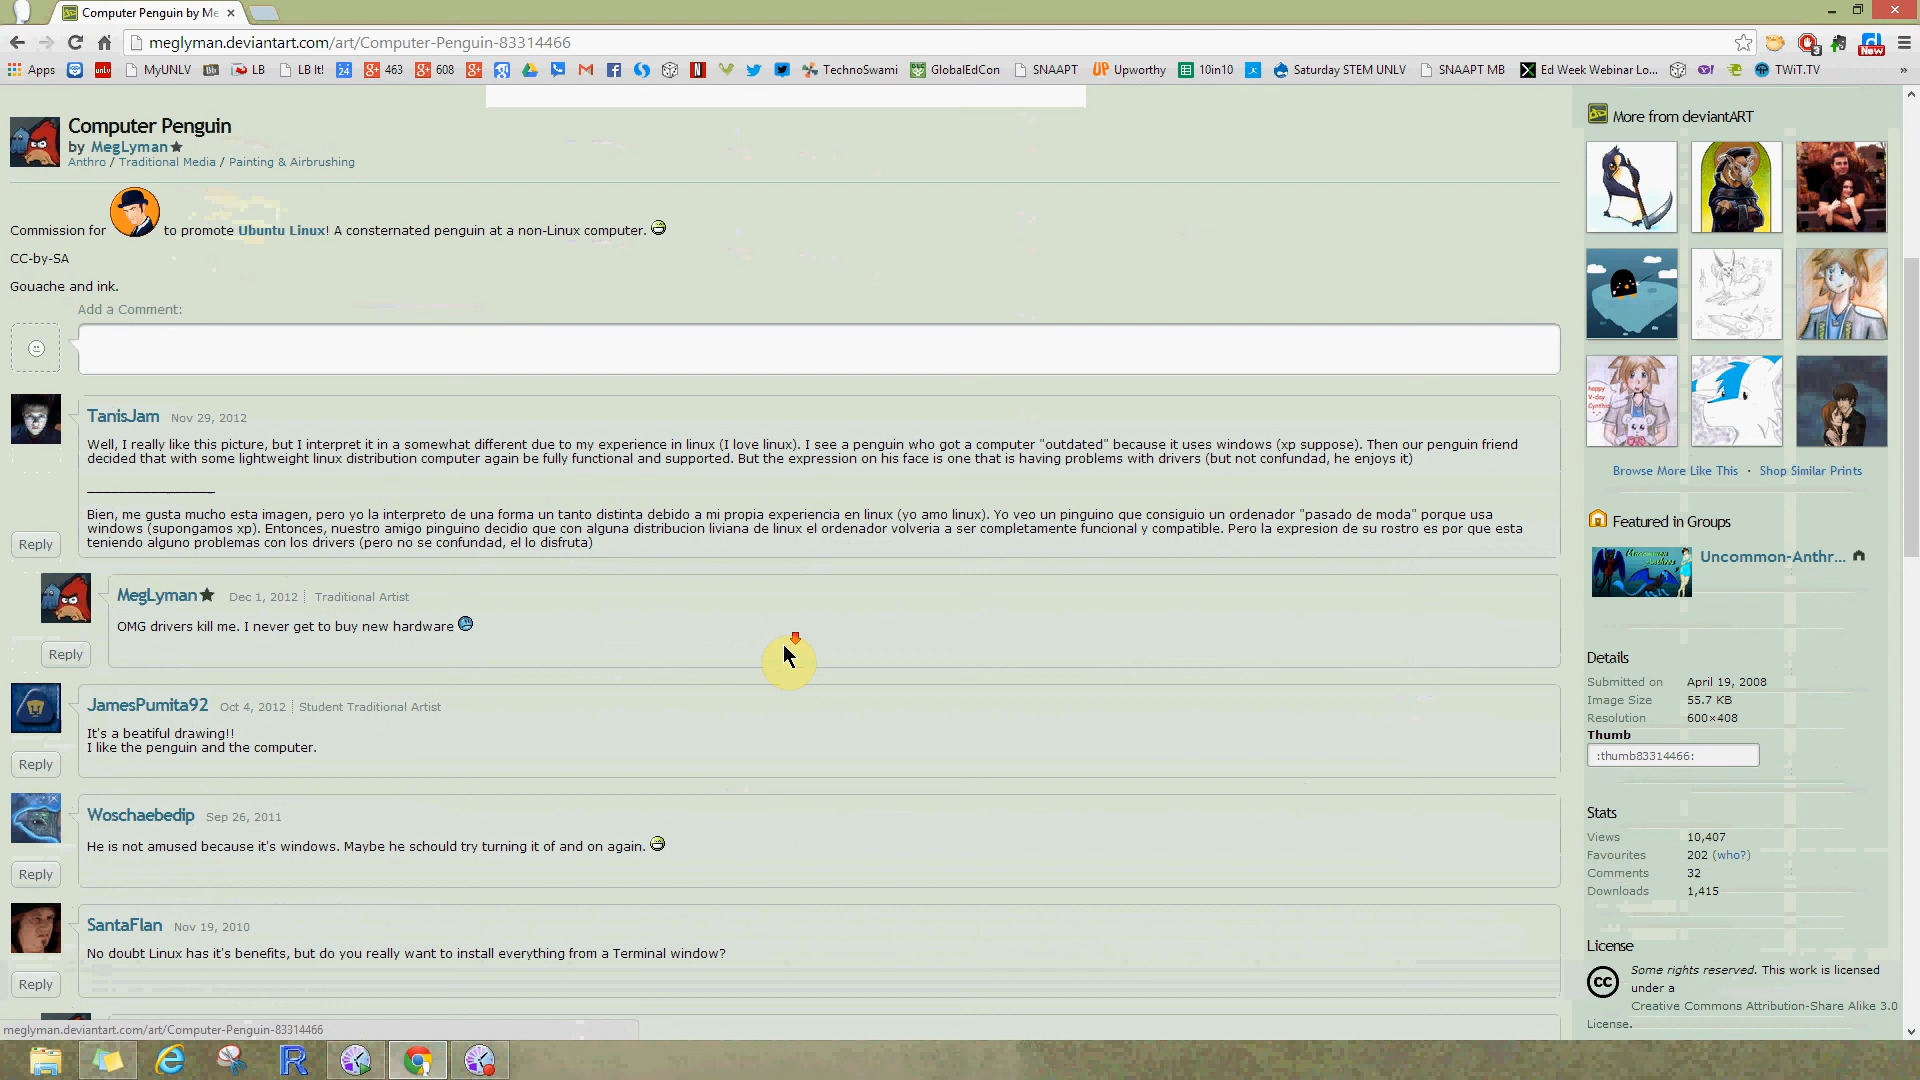 Computer Penguin by Me
meglyman.deviantart.com/art/Computer-Penguin-83314466
Apps unlv MyUNLV Bb LB LB It! 24 463 608 TechnoSwami GlobalEdCon SNAAPT UP Upworthy 10in10 Saturday STEM UNLV SNAAPT MB Ed Week Webinar Lo... TWiT.TV »
New
Computer Penguin
by MegLyman
Anthro / Traditional Media / Painting & Airbrushing
Commission for to promote Ubuntu Linux! A consternated penguin at a non-Linux computer.
CC-by-SA
Gouache and ink.
Add a Comment:
TanisJam Nov 29, 2012
Well, I really like this picture, but I interpret it in a somewhat different due to my experience in linux (I love linux). I see a penguin who got a computer "outdated" because it uses windows (xp suppose). Then our penguin friend
decided that with some lightweight linux distribution computer again be fully functional and supported. But the expression on his face is one that is having problems with drivers (but not confundad, he enjoys it)
________________
Bien, me gusta mucho esta imagen, pero yo la interpreto de una forma un tanto distinta debido a mi propia experiencia en linux (yo amo linux). Yo veo un pinguino que consiguio un ordenador "pasado de moda" porque usa
windows (supongamos xp). Entonces, nuestro amigo pinguino decidio que con alguna distribucion liviana de linux el ordenador volveria a ser completamente funcional y compatible. Pero la expresion de su rostro es por que esta
teniendo alguno problemas con los drivers (pero no se confundad, el lo disfruta)
Reply
MegLyman Dec 1, 2012 Traditional Artist
OMG drivers kill me. I never get to buy new hardware
Reply
JamesPumita92 Oct 4, 2012 Student Traditional Artist
It's a beatiful drawing!!
I like the penguin and the computer.
Reply
Woschaebedip Sep 26, 2011
He is not amused because it's windows. Maybe he schould try turning it of and on again.
Reply
SantaFlan Nov 19, 2010
No doubt Linux has it's benefits, but do you really want to install everything from a Terminal window?
Reply
meglyman.deviantart.com/art/Computer-Penguin-83314466
More from deviantART
happy
V-day
Browse More Like This · Shop Similar Prints
Featured in Groups
Uncommon-Anthr...
Details
Submitted on April 19, 2008
Image Size 55.7 KB
Resolution 600×408
Thumb
:thumb83314466:
Stats
Views 10,407
Favourites 202 (who?)
Comments 32
Downloads 1,415
License
cc
Some rights reserved. This work is licensed
under a
Creative Commons Attribution-Share Alike 3.0
License.